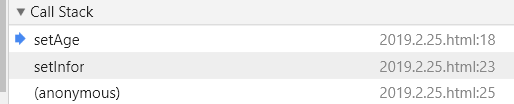 Call Stack
setAge 2019.2.25.html:18
setInfor 2019.2.25.html:23
(anonymous) 2019.2.25.html:25